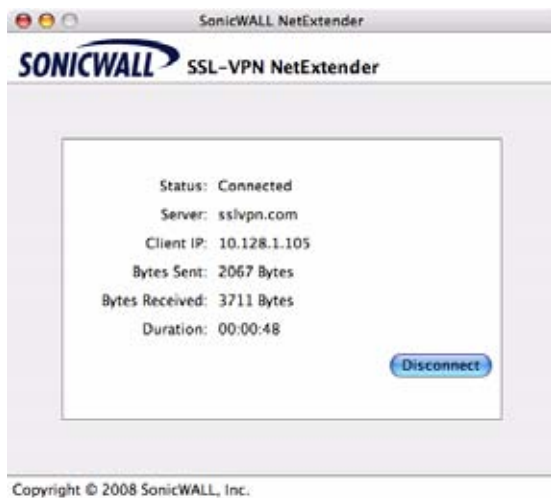 SonicWALL NetExtender
SONICWALL SSL-VPN NetExtender
Status: Connected
Server: sslvpn.com
Client IP: 10.128.1.105
Bytes Sent: 2067 Bytes
Bytes Received: 3711 Bytes
Duration: 00:00:48
Disconnect
Copyright © 2008 SonicWALL, Inc.